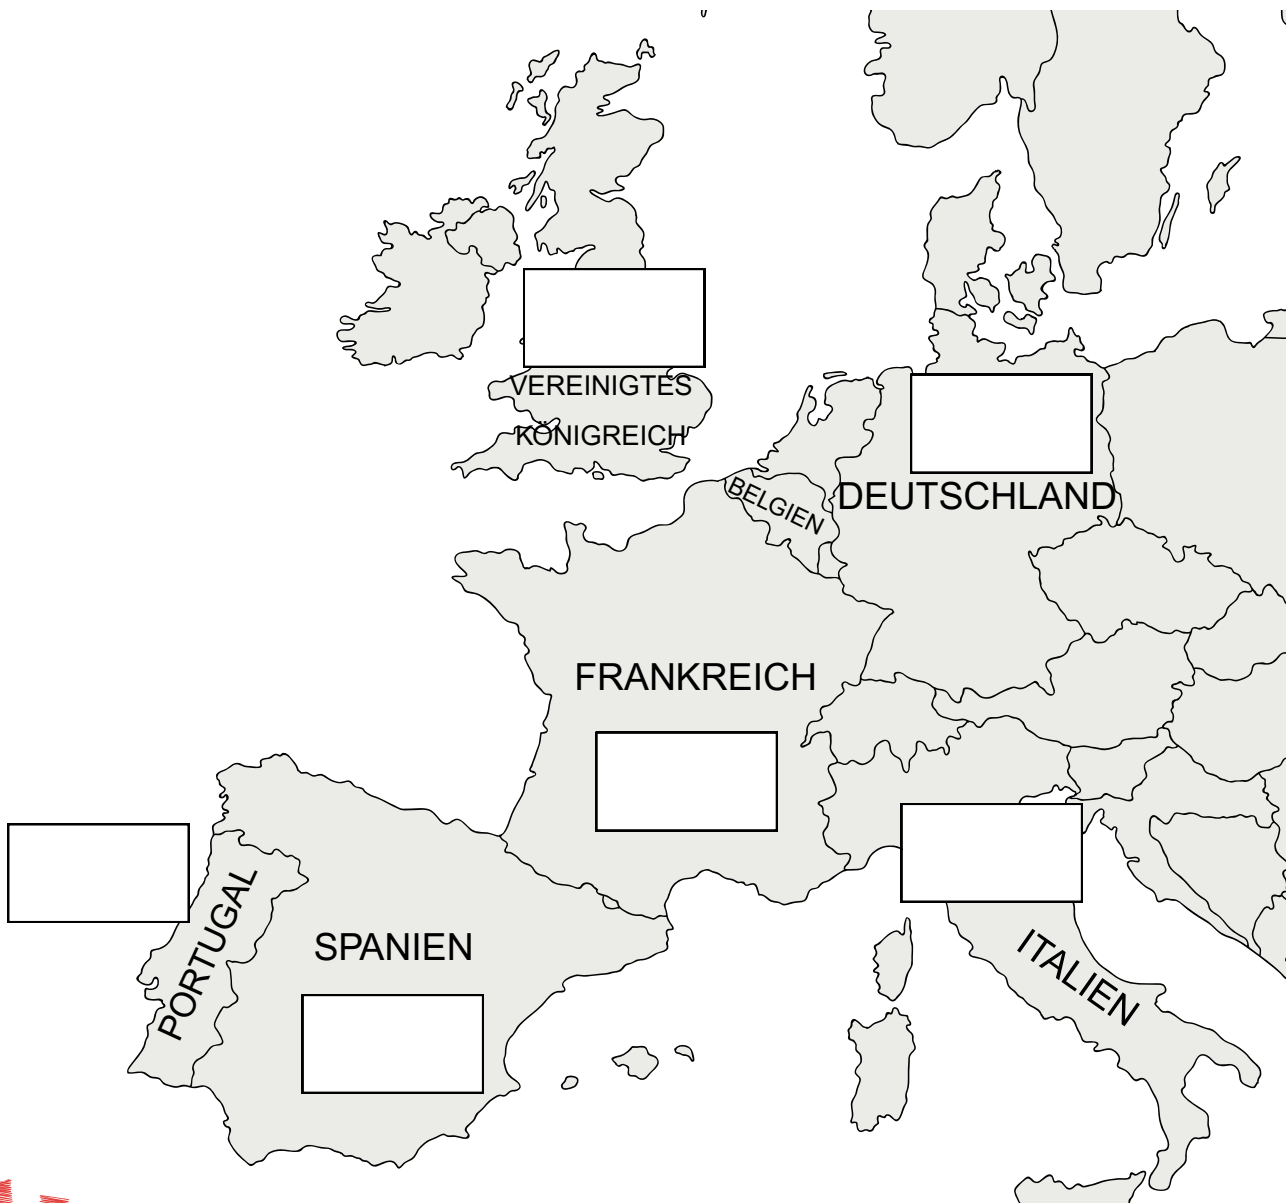 VEREINIGTES
KÖNIGREICH
BELGIEN
DEUTSCHLAND
FRANKREICH
PORTUGAL
SPANIEN
ITALIEN